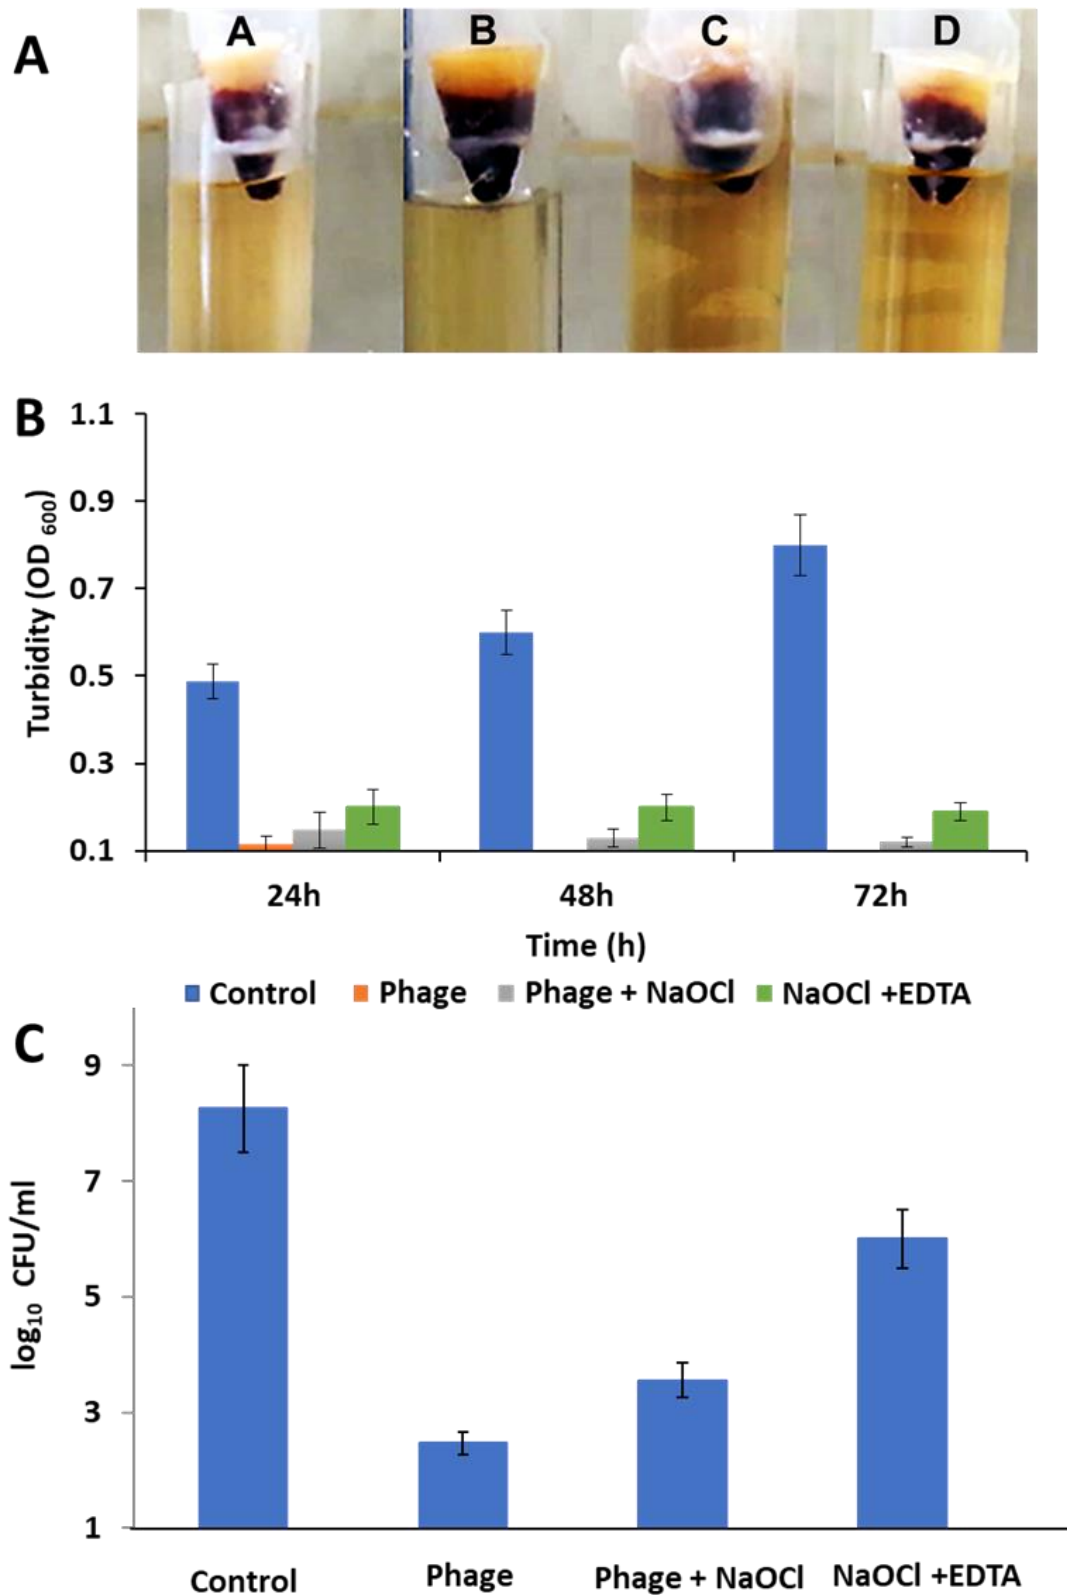 A
A B C D
B
1.1
0.9
0.7
0.5
0.3
0.1
Turbidity (OD 600)
24h 48h 72h
Time (h)
Control Phage Phage + NaOCl NaOCl +EDTA
C
9
7
5
3
1
log10 CFU/ml
Control Phage Phage + NaOCl NaOCl +EDTA